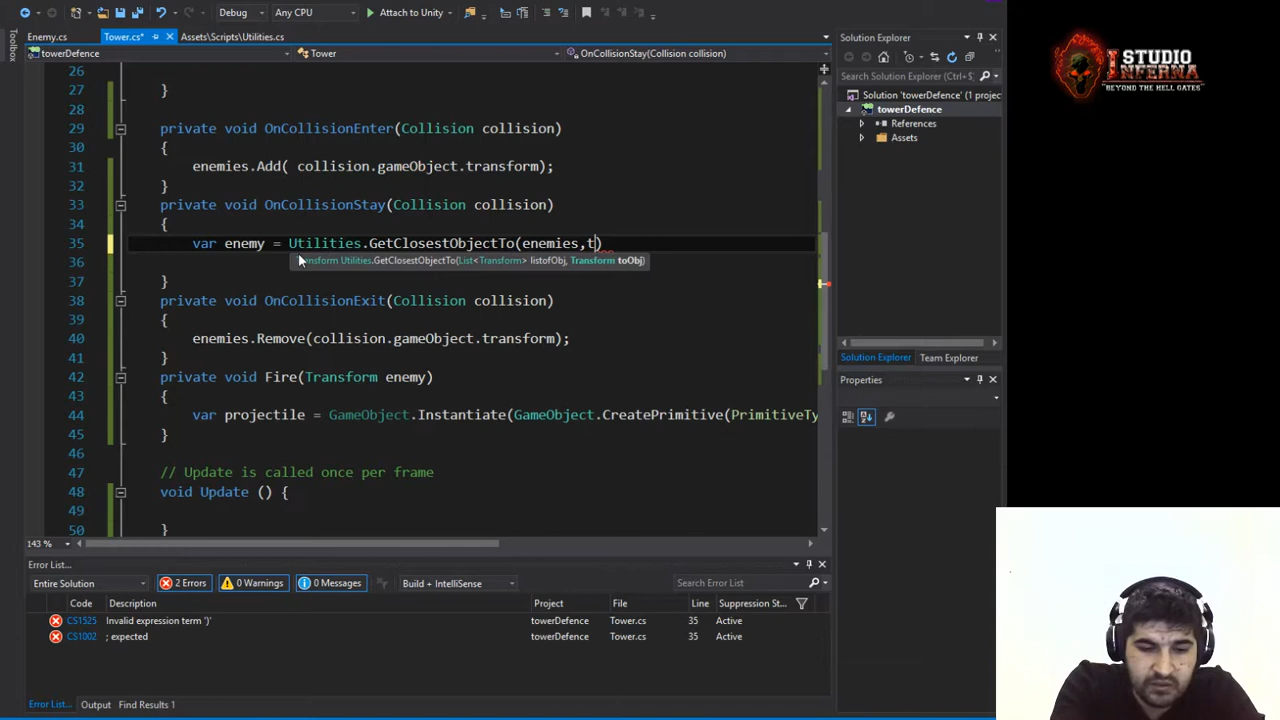 Debug
Any CPU
Attach to Unity
Enemy.cs
Tower.cs*
Assets\Scripts\Utilities.cs
Toolbox
towerDefence
Tower
OnCollisionStay(Collision collision)
26
27 }
28
29 private void OnCollisionEnter(Collision collision)
30 {
31 enemies.Add( collision.gameObject.transform);
32 }
33 private void OnCollisionStay(Collision collision)
34 {
35 var enemy = Utilities.GetClosestObjectTo(enemies,t)
Transform Utilities.GetClosestObjectTo(List<Transform> listofObj, Transform toObj)
36
37 }
38 private void OnCollisionExit(Collision collision)
39 {
40 enemies.Remove(collision.gameObject.transform);
41 }
42 private void Fire(Transform enemy)
43 {
44 var projectile = GameObject.Instantiate(GameObject.CreatePrimitive(PrimitiveTy
45 }
46
47 // Update is called once per frame
48 void Update () {
49
50 }
143 %
Solution Explorer
Search Solution Explorer (Ctrl+$)
Solution 'towerDefence' (1 projec
towerDefence
References
Assets
Solution Explorer
Team Explorer
Properties
Error List...
Entire Solution
2 Errors
0 Warnings
0 Messages
Build + IntelliSense
Search Error List
Code Description Project File Line Suppression St...
CS1525 Invalid expression term ')' towerDefence Tower.cs 35 Active
CS1002 ; expected towerDefence Tower.cs 35 Active
Error List...
Output
Find Results 1
STUDIO
INFERNA
"BEYOND THE HELL GATES"